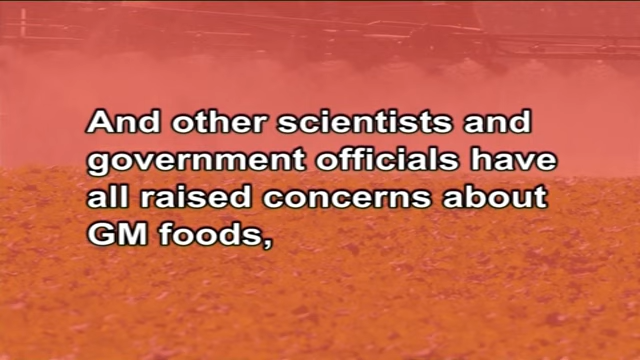 And other scientists and
government officials have
all raised concerns about
GM foods,